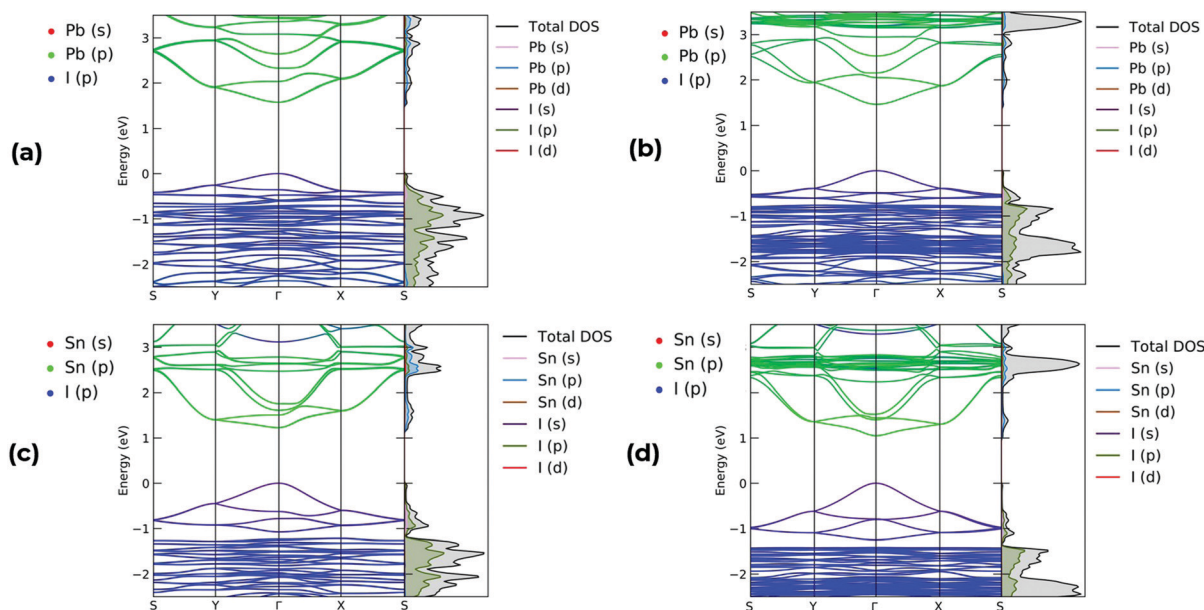 (a)
Pb (s)
Pb (p)
I (p)
Energy (eV)
3
2
1
0
−1
−2
S Y Γ X S
Total DOS
Pb (s)
Pb (p)
Pb (d)
I (s)
I (p)
I (d)
(b)
Pb (s)
Pb (p)
I (p)
Energy (eV)
3
2
1
0
−1
−2
S Y Γ X S
Total DOS
Pb (s)
Pb (p)
Pb (d)
I (s)
I (p)
I (d)
(c)
Sn (s)
Sn (p)
I (p)
Energy (eV)
3
2
1
0
−1
−2
S Y Γ X S
Total DOS
Sn (s)
Sn (p)
Sn (d)
I (s)
I (p)
I (d)
(d)
Sn (s)
Sn (p)
I (p)
Energy (eV)
3
2
1
0
−1
−2
S Y Γ X S
Total DOS
Sn (s)
Sn (p)
Sn (d)
I (s)
I (p)
I (d)